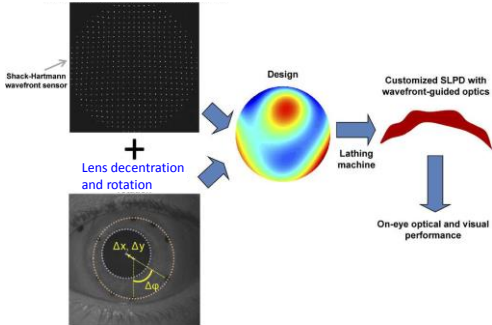 Shack-Hartmann
wavefront sensor
+
Lens decentration
and rotation
Δx, Δy
Δφ
Design
Lathing
machine
Customized SLPD with
wavefront-guided optics
On-eye optical and visual
performance